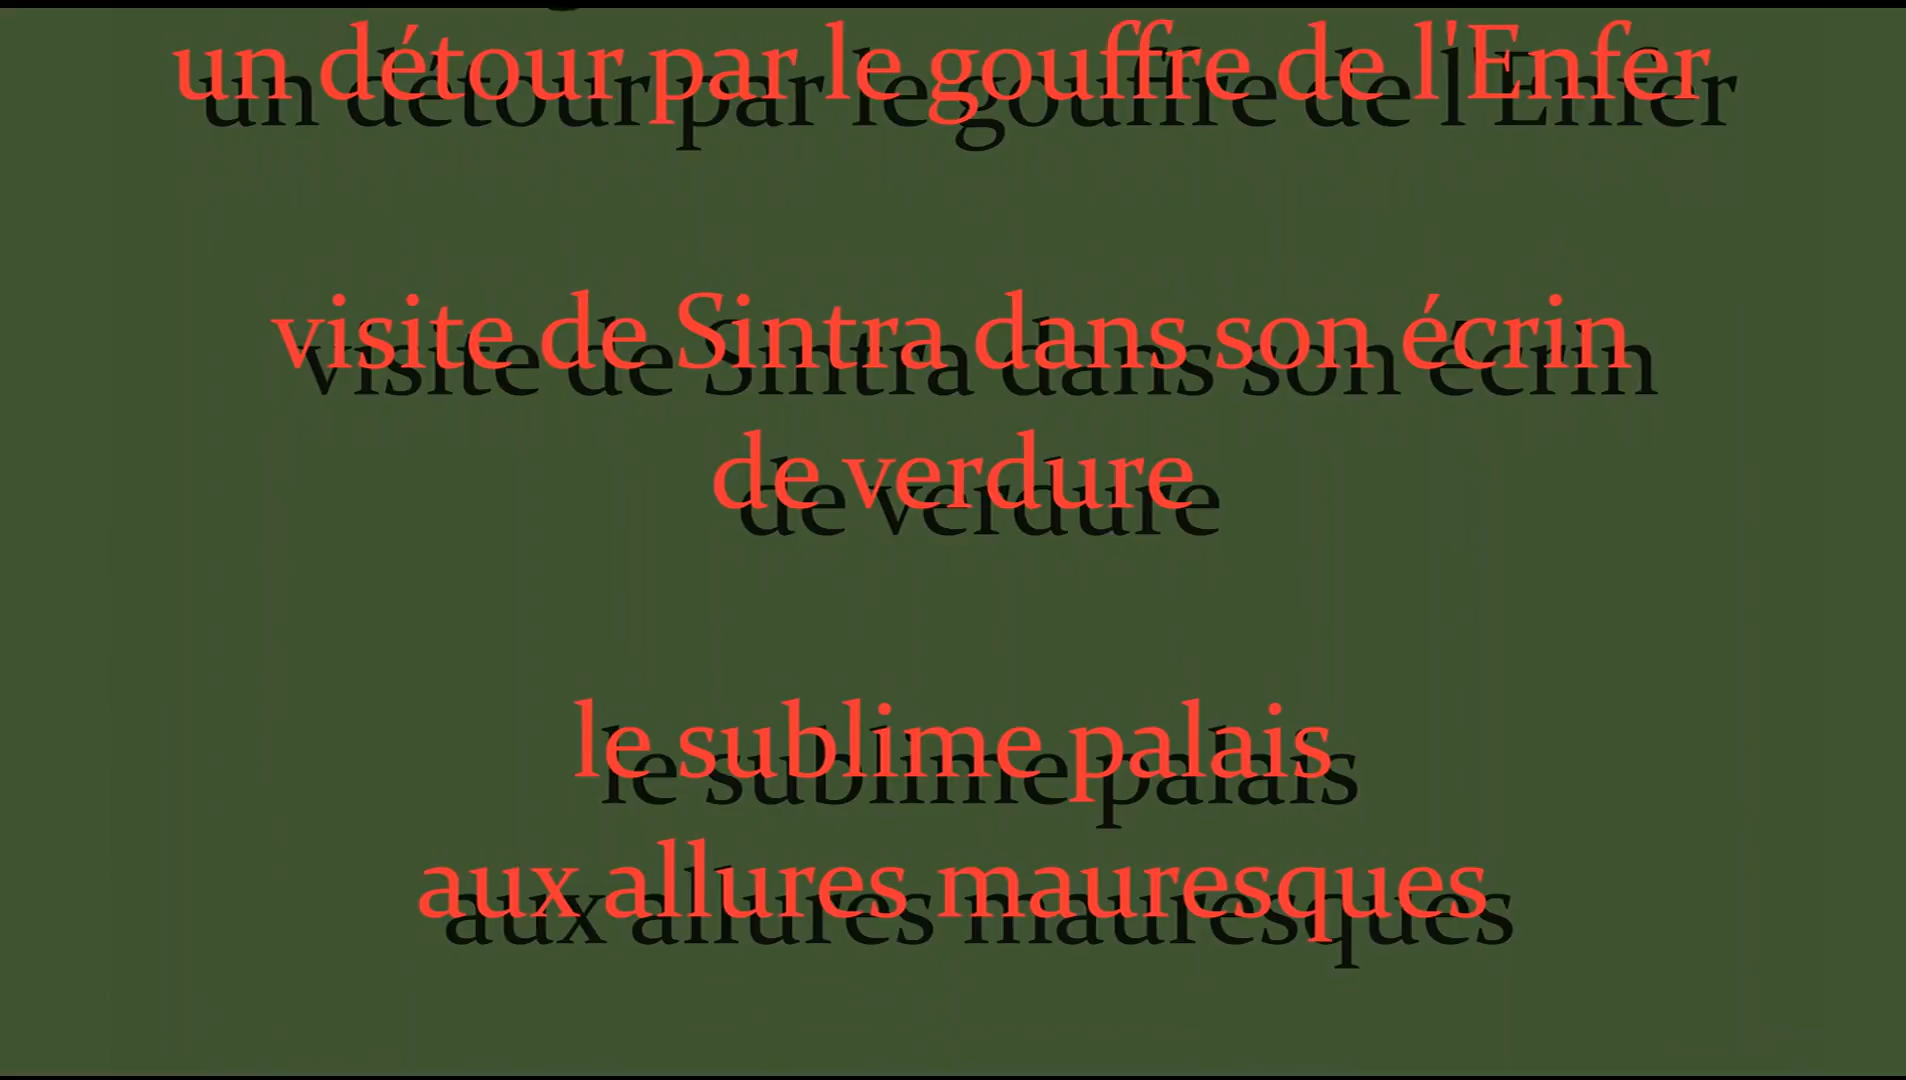 un détour par le gouffre de l'Enfer
visite de Sintra dans son écrin
de verdure
le sublime palais
aux allures mauresques